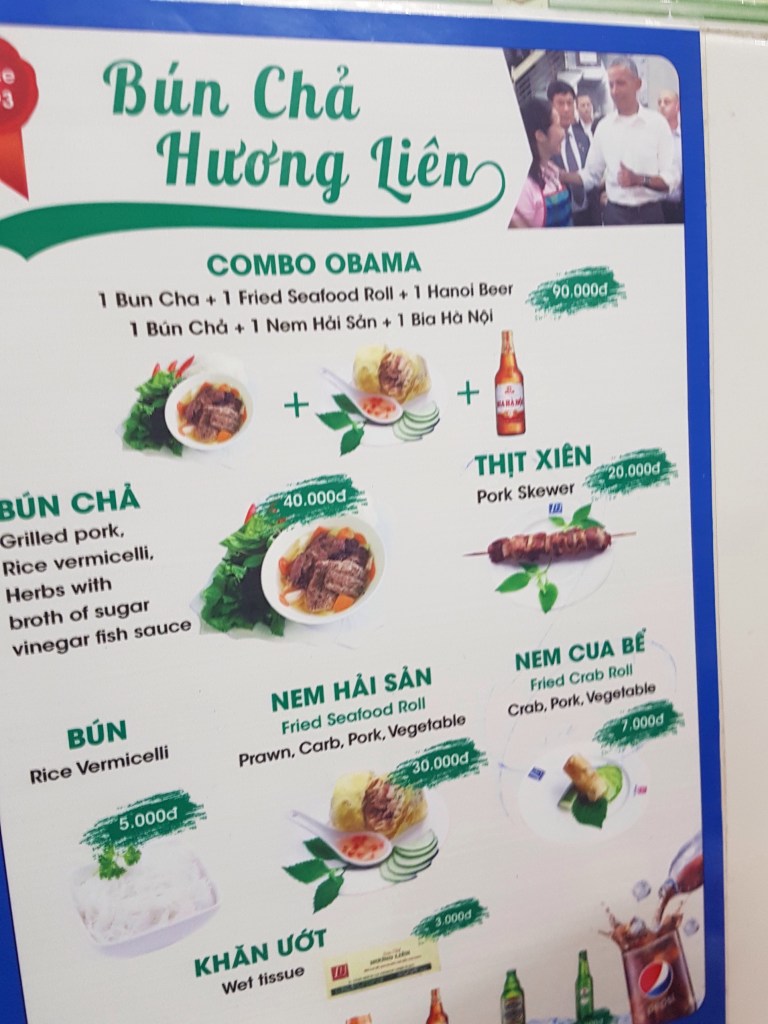 Bún Chả
Hương Liên
COMBO OBAMA
1 Bun Cha + 1 Fried Seafood Roll + 1 Hanoi Beer
1 Bún Chả + 1 Nem Hải Sản + 1 Bia Hà Nội
90.000đ
+
+
BÚN CHẢ
Grilled pork,
Rice vermicelli,
Herbs with
broth of sugar
vinegar fish sauce
40.000đ
THỊT XIÊN
Pork Skewer
20.000đ
BÚN
Rice Vermicelli
5.000đ
NEM HẢI SẢN
Fried Seafood Roll
Prawn, Carb, Pork, Vegetable
30.000đ
NEM CUA BỂ
Fried Crab Roll
Crab, Pork, Vegetable
7.000đ
KHĂN ƯỚT
Wet tissue
3.000đ
HƯƠNG LIÊN